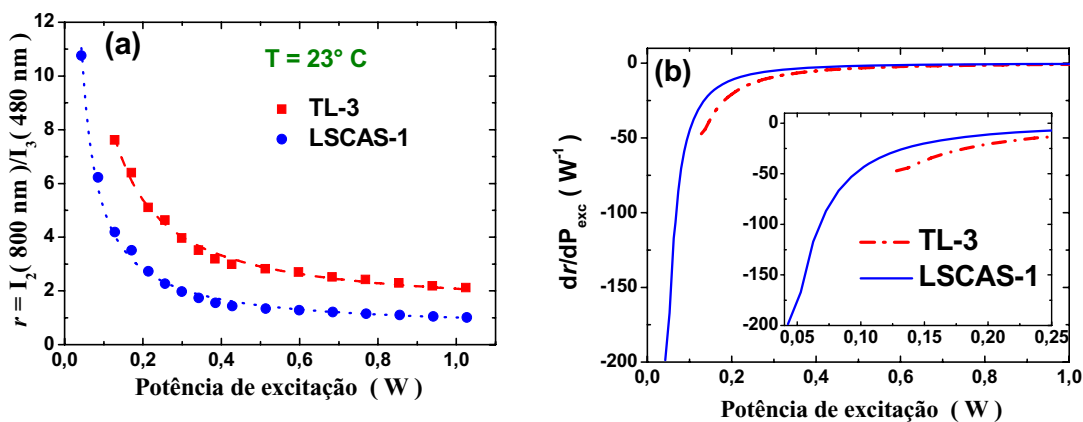 (a)
T = 23° C
TL-3
LSCAS-1
r = I₂( 800 nm )/I₃( 480 nm )
12
10
8
6
4
2
0
0,0 0,2 0,4 0,6 0,8 1,0
Potência de excitação ( W )
(b)
dr/dP_exc ( W⁻¹ )
0
-50
-100
-150
-200
0,0 0,2 0,4 0,6 0,8 1,0
Potência de excitação ( W )
0
-50
-100
-150
-200
0,05 0,10 0,15 0,20 0,25
TL-3
LSCAS-1